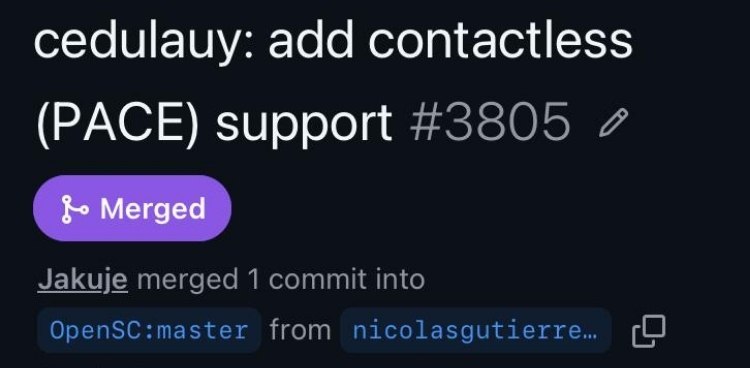 cedulauy: add contactless
(PACE) support #3805
Merged
Jakuje merged 1 commit into
OpenSC:master from nicolasgutierre…